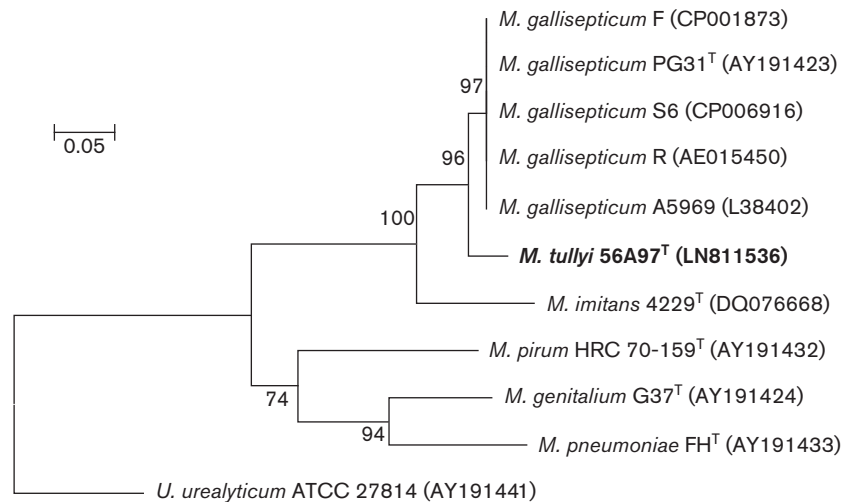 M. gallisepticum F (CP001873)
M. gallisepticum PG31ᵀ (AY191423)
97
M. gallisepticum S6 (CP006916)
0.05
96
M. gallisepticum R (AE015450)
100
M. gallisepticum A5969 (L38402)
M. tullyi 56A97ᵀ (LN811536)
M. imitans 4229ᵀ (DQ076668)
M. pirum HRC 70-159ᵀ (AY191432)
74
M. genitalium G37ᵀ (AY191424)
94
M. pneumoniae FHᵀ (AY191433)
U. urealyticum ATCC 27814 (AY191441)